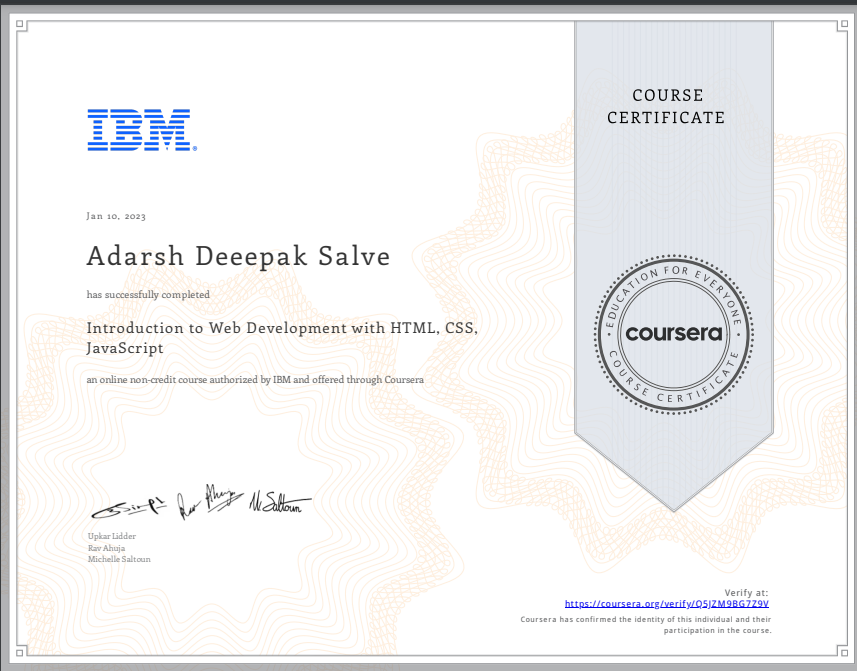 COURSE
CERTIFICATE
IBM®
Jan 10, 2023
Adarsh Deeepak Salve
has successfully completed
Introduction to Web Development with HTML, CSS,
JavaScript
an online non-credit course authorized by IBM and offered through Coursera
EDUCATION FOR EVERYONE
coursera
COURSE CERTIFICATE
M. Saltoun
Upkar Lidder
Rav Ahuja
Michelle Saltoun
Verify at:
https://coursera.org/verify/Q5JZM9BG7Z9V
Coursera has confirmed the identity of this individual and their
participation in the course.